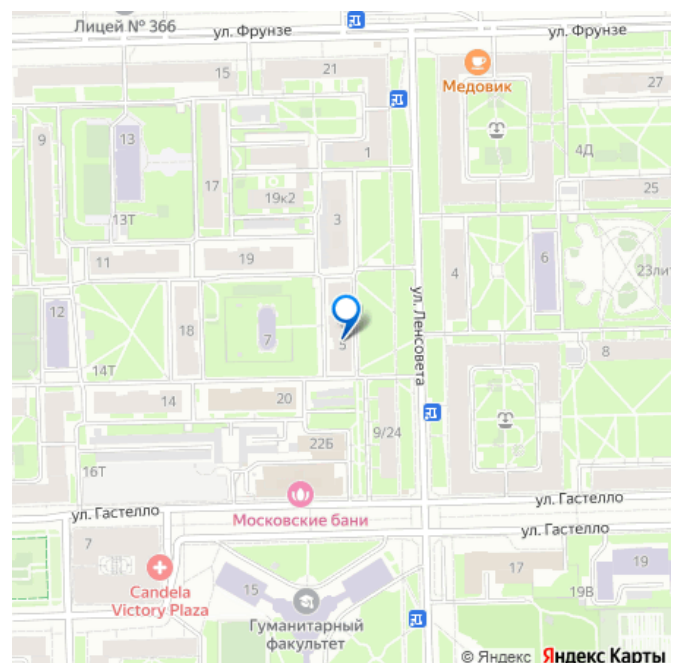 Лицей № 366
ул. Фрунзе
ул. Фрунзе
15
21
Медовик
27
9
13
17
1
4Д
19к2
25
13Т
3
11
19
4
6
23ли
12
18
7
5
ул. Ленсовета
8
14Т
14
20
22Б
9/24
16Т
Московские бани
ул. Гастелло
ул. Гастелло
ул. Гастелло
7
Candela
Victory Plaza
15
17
19
19В
Гуманитарный
факультет
© Яндекс Яндекс Карты